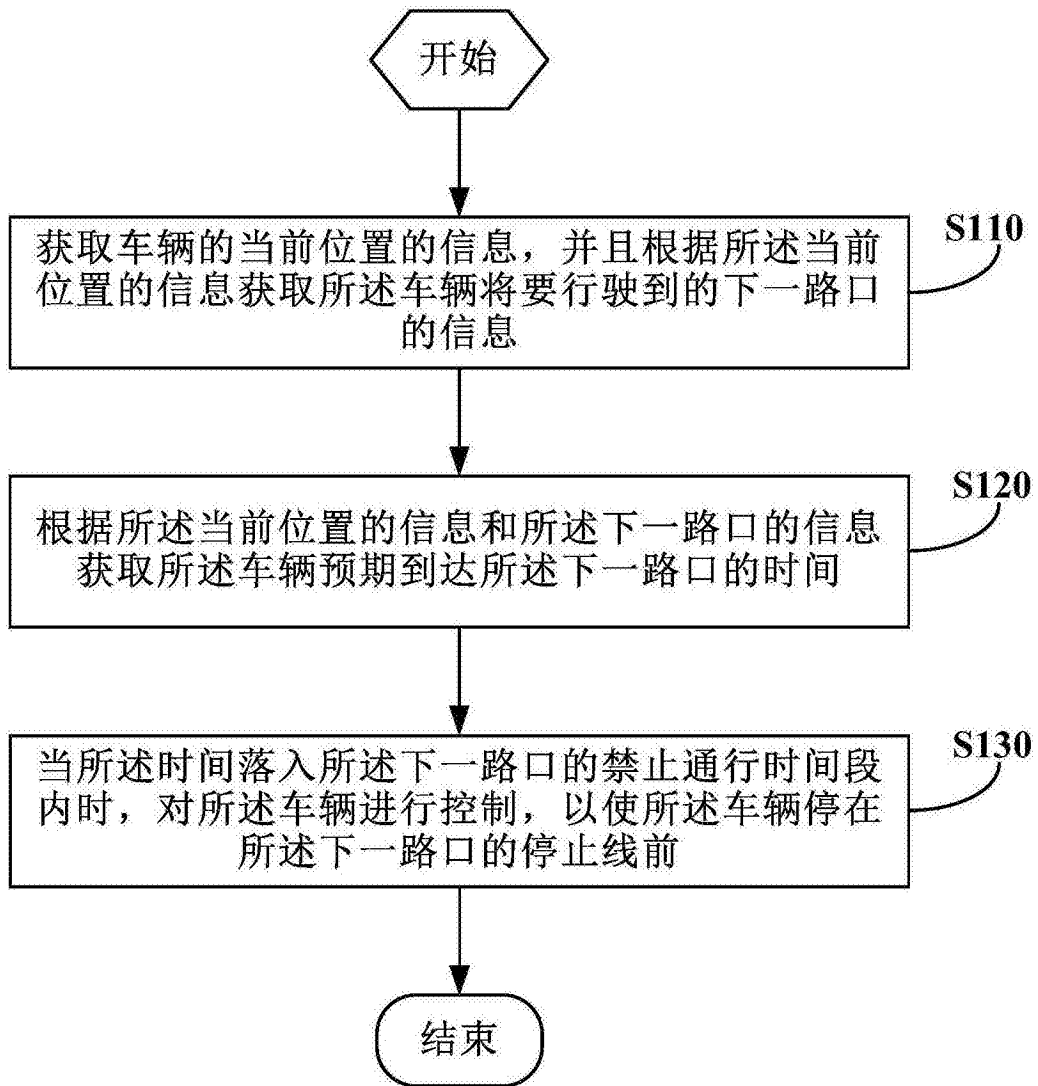 开始
获取车辆的当前位置的信息，并且根据所述当前
位置的信息获取所述车辆将要行驶到的下一路口
的信息
S110
根据所述当前位置的信息和所述下一路口的信息
获取所述车辆预期到达所述下一路口的时间
S120
当所述时间落入所述下一路口的禁止通行时间段
内时，对所述车辆进行控制，以使所述车辆停在
所述下一路口的停止线前
S130
结束